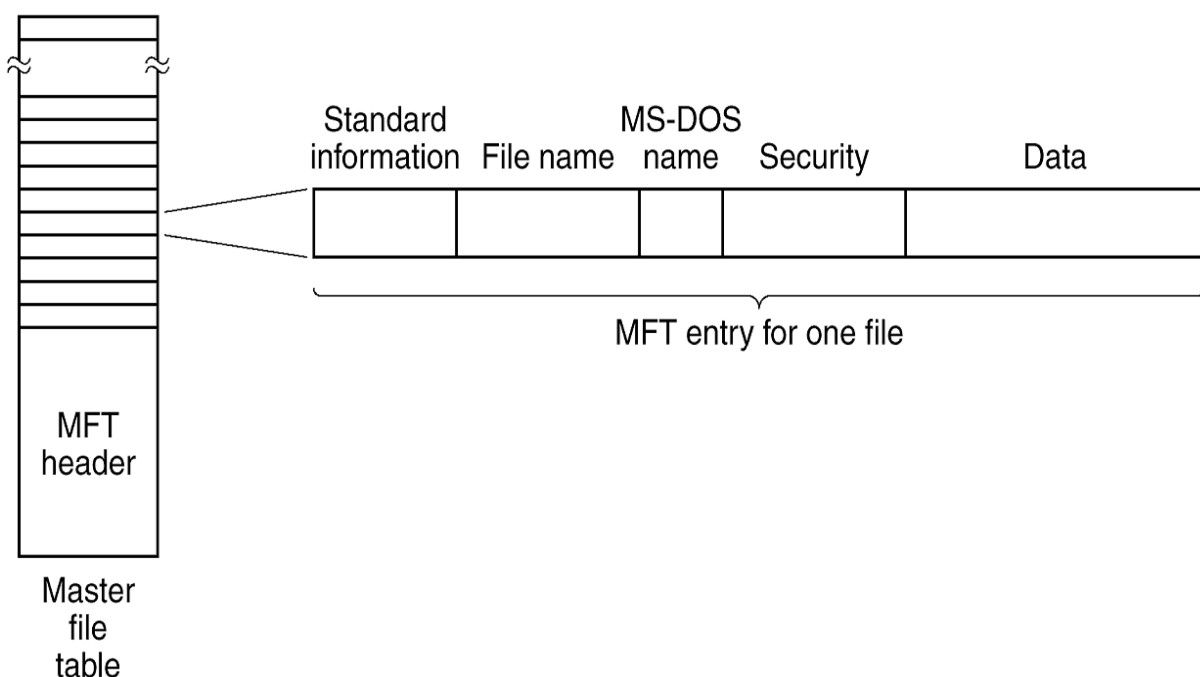 Standard
information
File name
MS-DOS
name
Security
Data
MFT entry for one file
MFT
header
Master
file
table